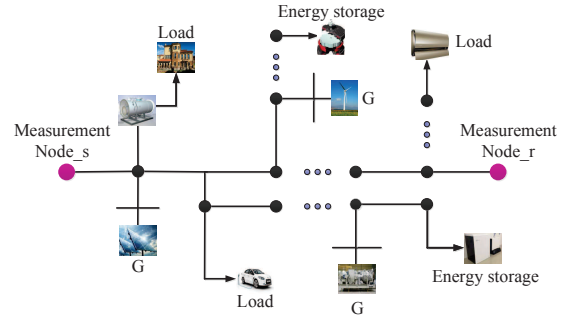 Energy storage
Load
Load
G
Measurement
Node_s
Measurement
Node_r
G
Load
G
Energy storage